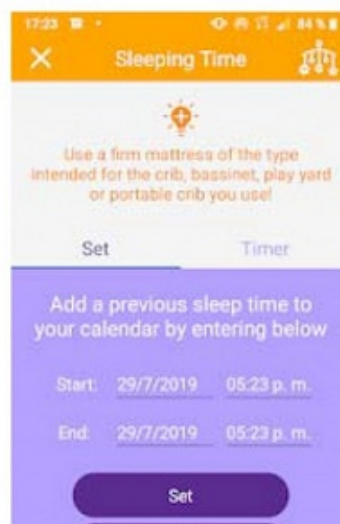 17:23
84 %
Sleeping Time
Use a firm mattress of the type
intended for the crib, bassinet, play yard
or portable crib you use!
Set Timer
Add a previous sleep time to
your calendar by entering below
Start: 29/7/2019 05:23 p. m.
End: 29/7/2019 05:23 p. m.
Set